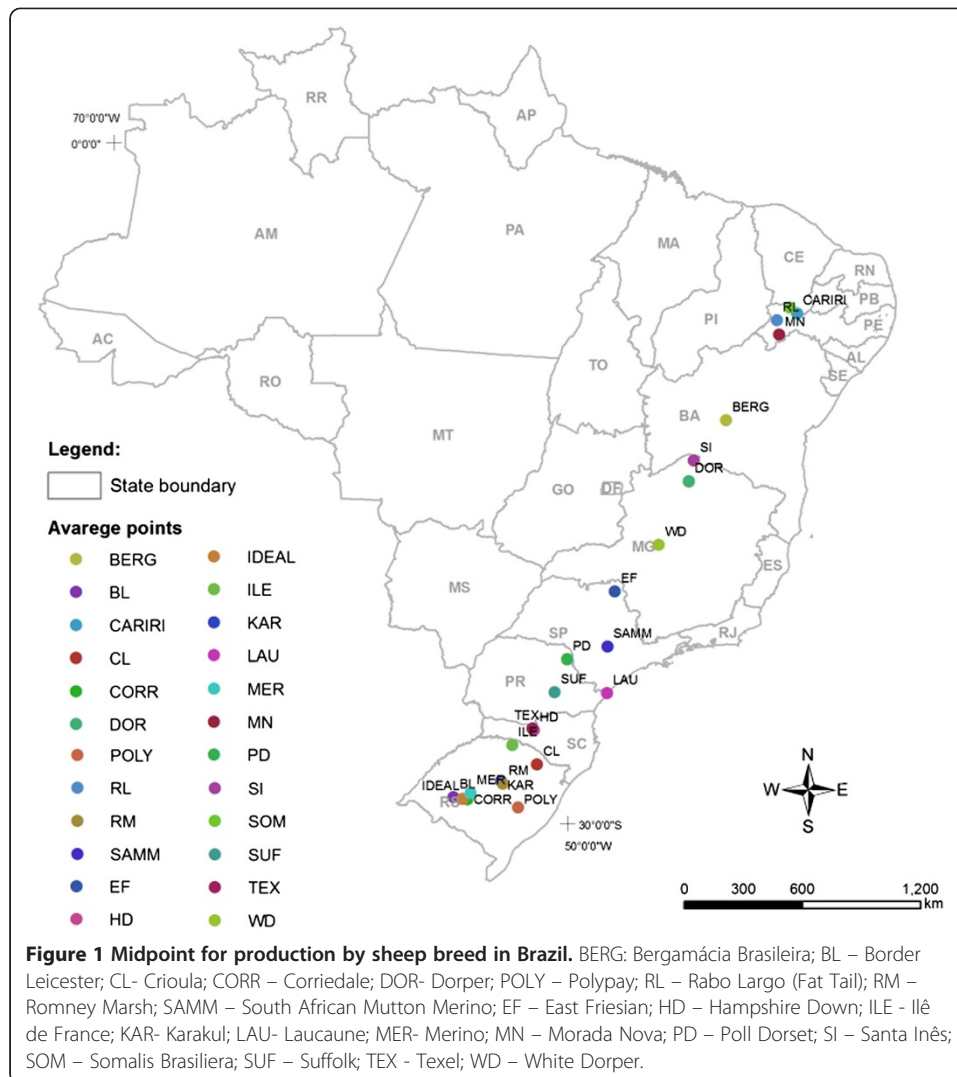 RR
AP
70°0'0"W
0°0'0"
AM
PA
MA
CE
RN
RL CARIRI
PB
MN
PI
PE
AC
AL
TO
SE
RO
BA
BERG
MT
Legend:
SI
State boundary
DOR
GO
DF
WD
MG
Avarege points
ES
EF
MS
SP
SAMM
RJ
PD
PR
SUF
LAU
TEX HD
ILE
SC
CL
RM
IDEAL BL MER KAR
RS
CORR POLY
30°0'0"S
50°0'0"W
N
W E
S
BERG IDEAL
BL ILE
CARIRI KAR
CL LAU
CORR MER
DOR MN
POLY PD
RL SI
RM SOM
SAMM SUF
EF TEX
HD WD
0 300 600 1,200
km
Figure 1 Midpoint for production by sheep breed in Brazil. BERG: Bergamácia Brasileira; BL – Border
Leicester; CL- Crioula; CORR – Corriedale; DOR- Dorper; POLY – Polypay; RL – Rabo Largo (Fat Tail); RM –
Romney Marsh; SAMM – South African Mutton Merino; EF – East Friesian; HD – Hampshire Down; ILE - Ilê
de France; KAR- Karakul; LAU- Laucaune; MER- Merino; MN – Morada Nova; PD – Poll Dorset; SI – Santa Inês;
SOM – Somalis Brasiliera; SUF – Suffolk; TEX - Texel; WD – White Dorper.